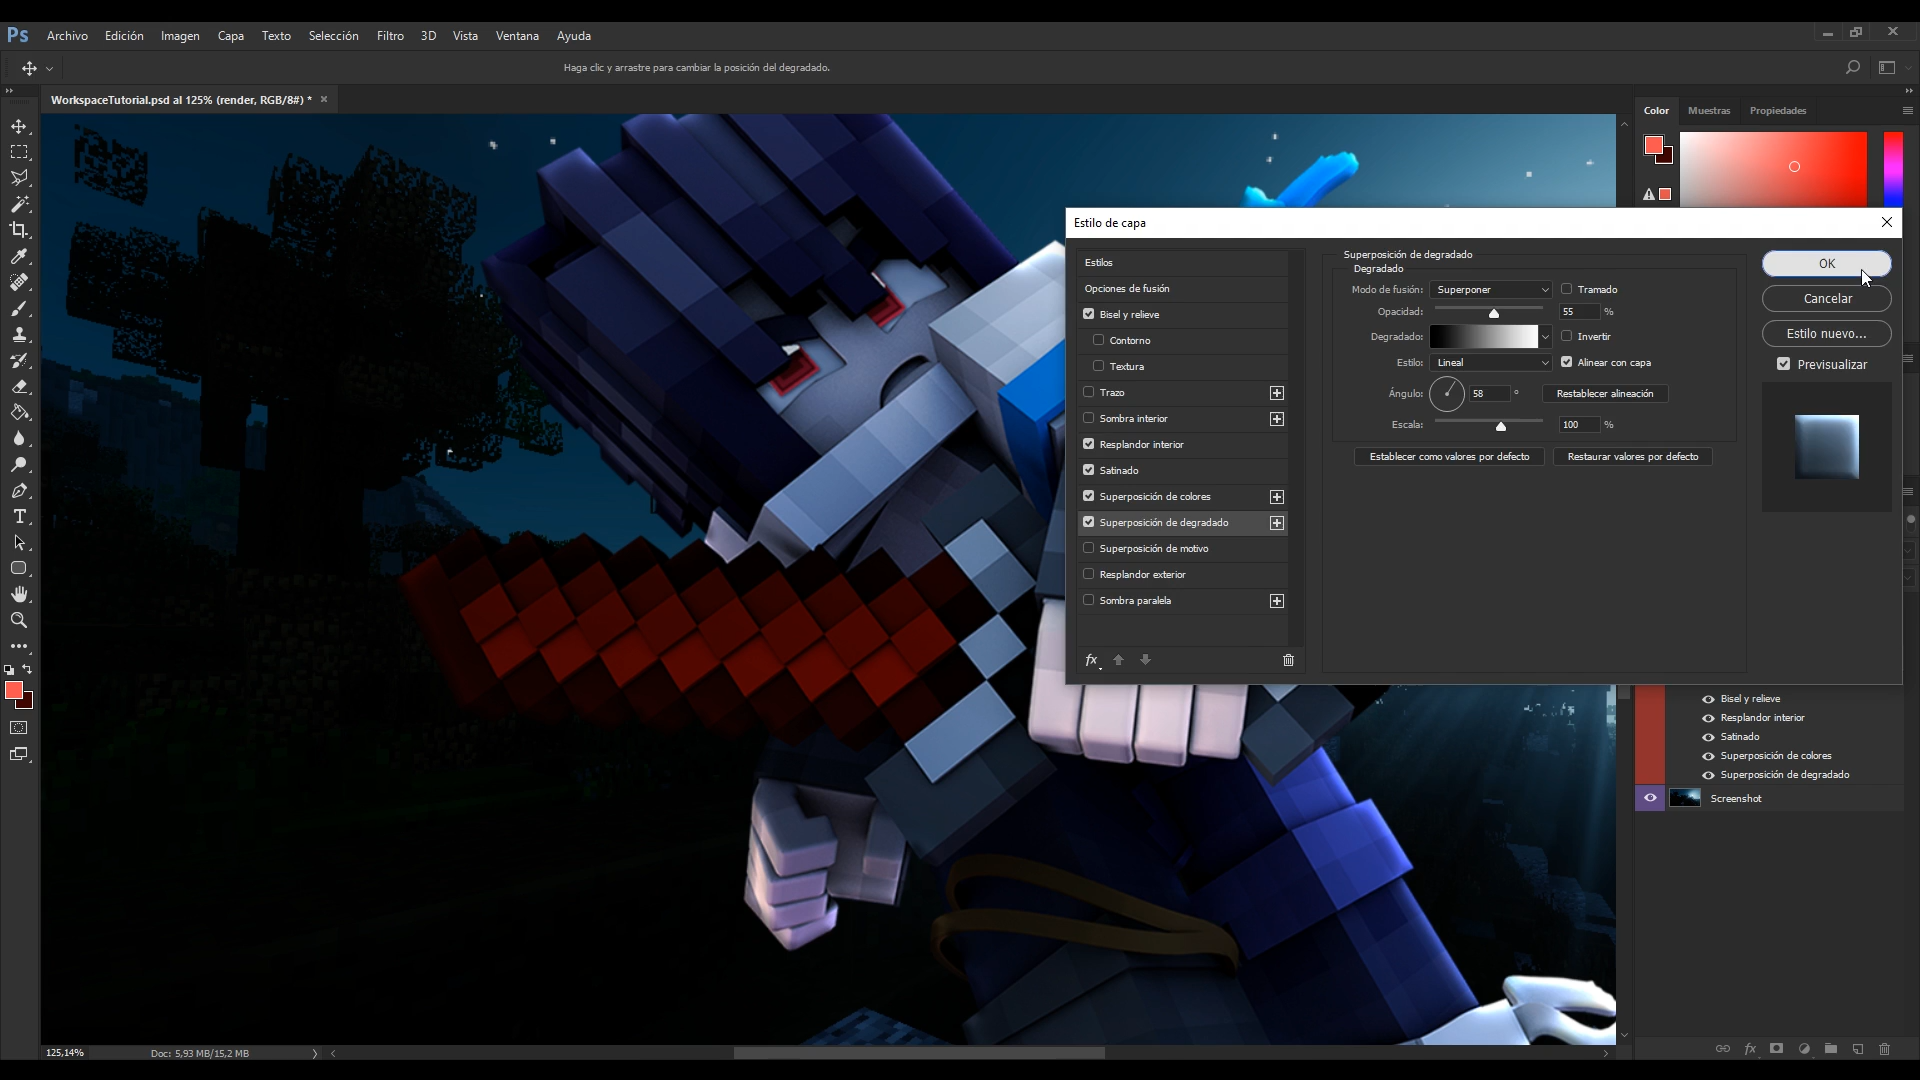 Ps Archivo Edición Imagen Capa Texto Selección Filtro 3D Vista Ventana Ayuda
Haga clic y arrastre para cambiar la posición del degradado.
WorkspaceTutorial.psd al 125% (render, RGB/8#) *
Color Muestras Propiedades
Estilo de capa
Estilos
Opciones de fusión
Bisel y relieve
Contorno
Textura
Trazo
Sombra interior
Resplandor interior
Satinado
Superposición de colores
Superposición de degradado
Superposición de motivo
Resplandor exterior
Sombra paralela
fx
Superposición de degradado
Degradado
Modo de fusión: Superponer Tramado
Opacidad: 55 %
Degradado: Invertir
Estilo: Lineal Alinear con capa
Ángulo: 58 ° Restablecer alineación
Escala: 100 %
Establecer como valores por defecto Restaurar valores por defecto
OK
Cancelar
Estilo nuevo...
Previsualizar
Bisel y relieve
Resplandor interior
Satinado
Superposición de colores
Superposición de degradado
Screenshot
125,14% Doc: 5,93 MB/15,2 MB
fx